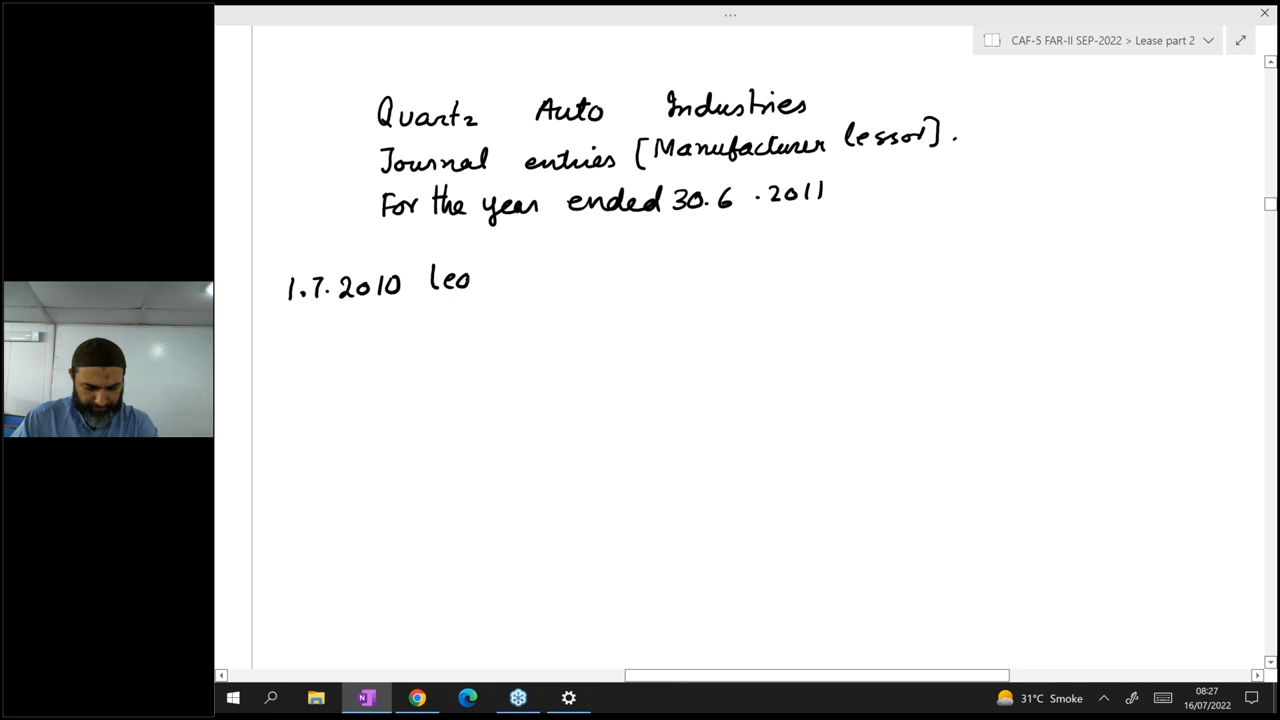 CAF-5 FAR-II SEP-2022 > Lease part 2
Quartz Auto Industries
Journal entries [Manufacturer lessor].
For the year ended 30.6.2011
1.7.2010 lea
31°C Smoke
08:27
16/07/2022